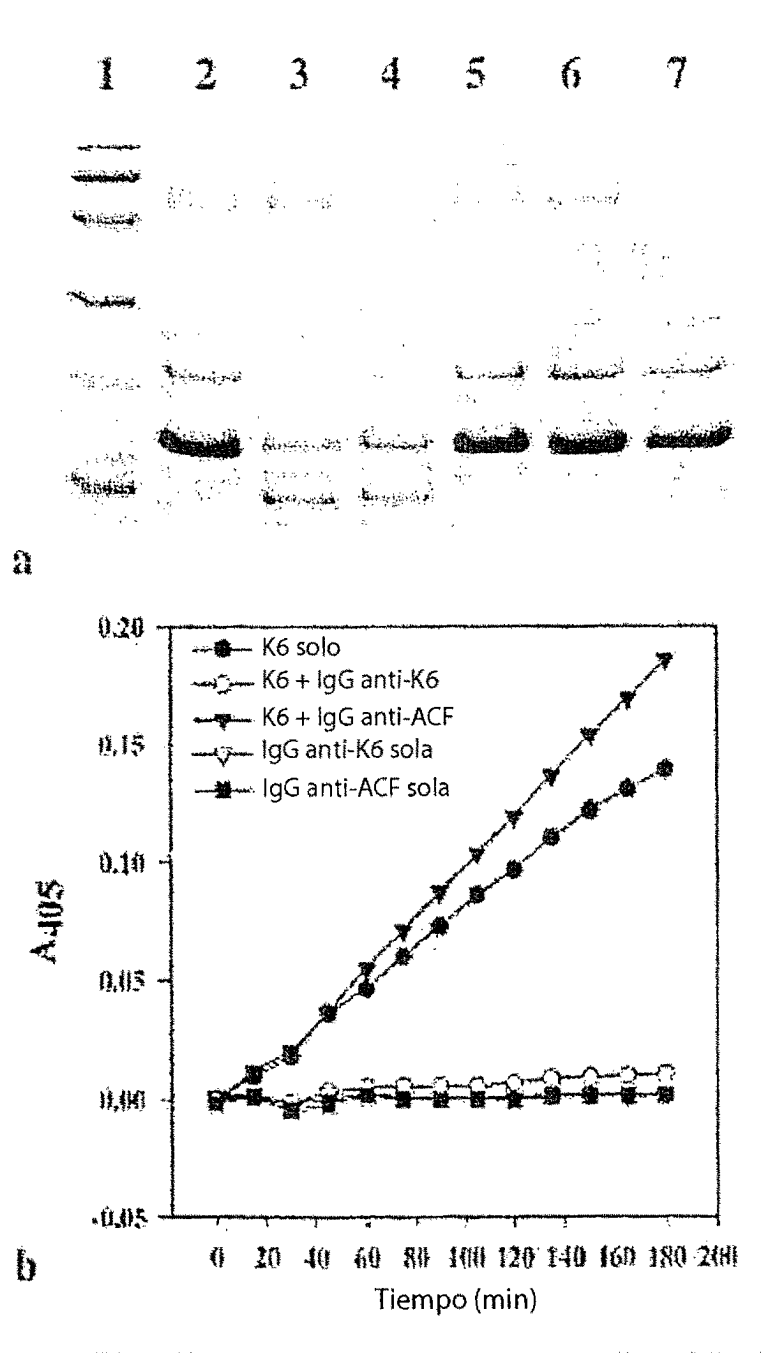 1 2 3 4 5 6 7
a
0.20
K6 solo
K6 + IgG anti-K6
K6 + IgG anti-ACF
0.15
IgG anti-K6 sola
IgG anti-ACF sola
0.10
A405
0.05
0.00
-0.05
b
0 20 40 60 80 100 120 140 160 180 200
Tiempo (min)